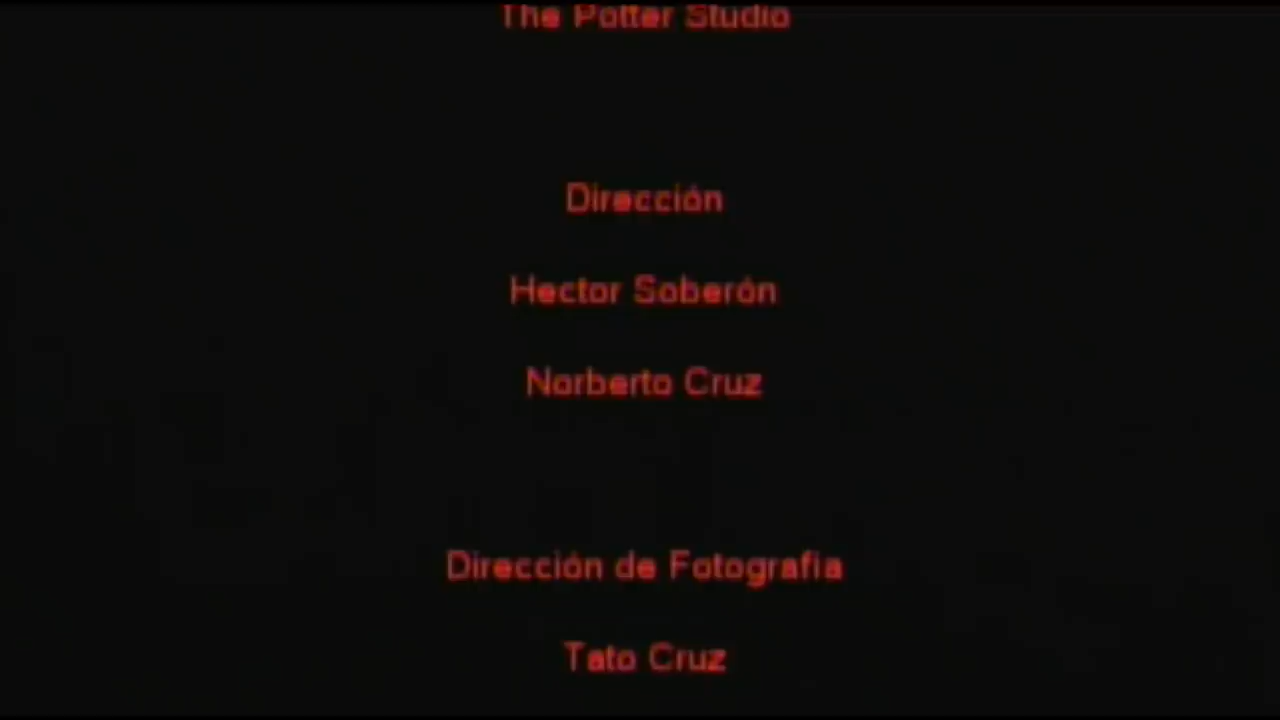 The Potter Studio
Dirección
Hector Soberón
Norberto Cruz
Dirección de Fotografia
Tato Cruz